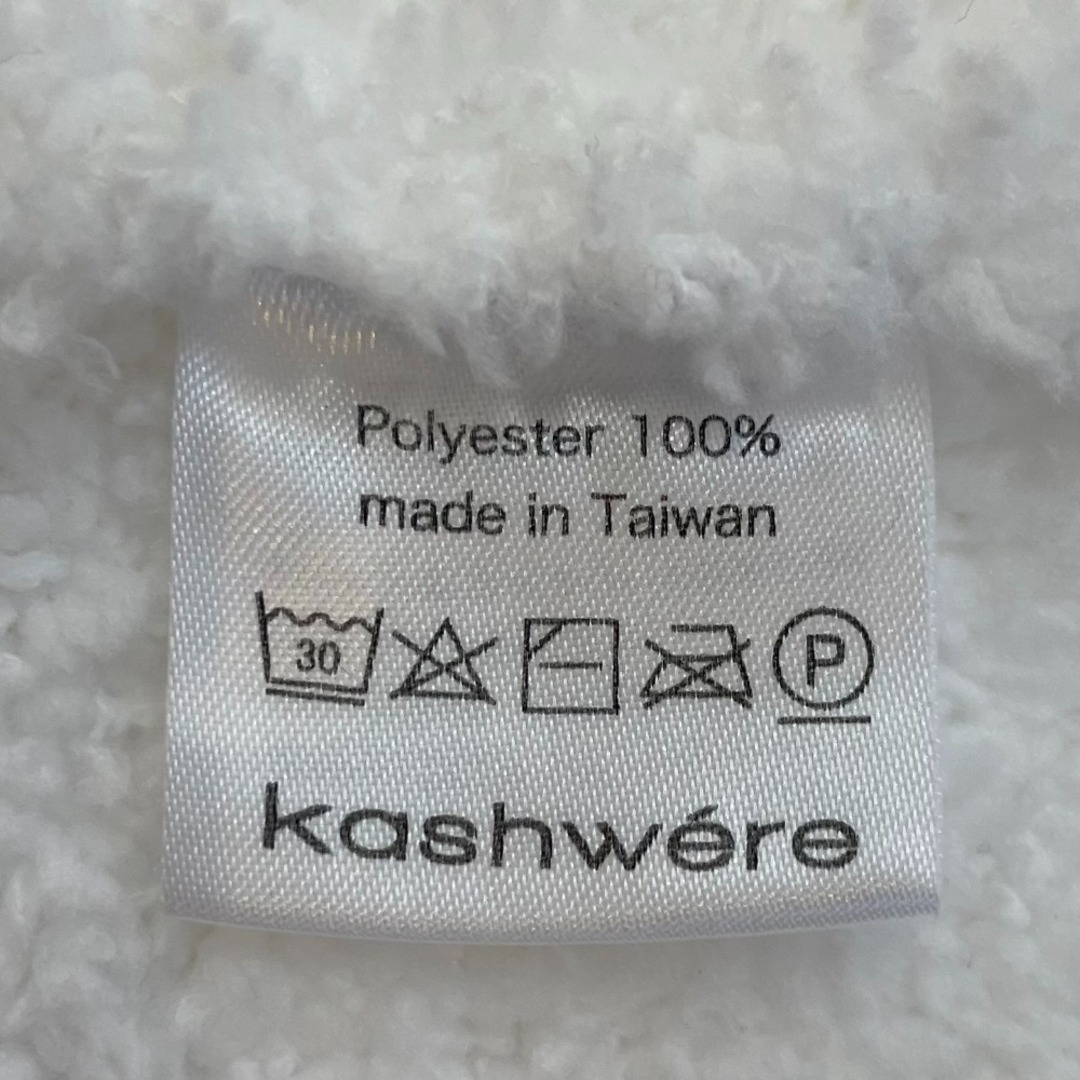 Polyester 100%
made in Taiwan
30 P
kashwére